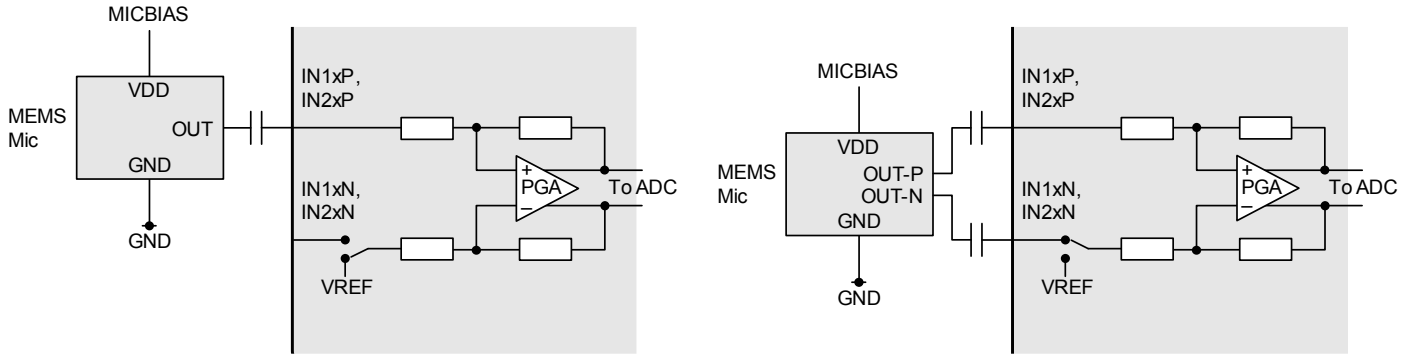 MICBIAS
VDD
MEMS
Mic
OUT
GND
GND
IN1xP,
IN2xP
IN1xN,
IN2xN
VREF
+
PGA
−
To ADC
MICBIAS
VDD
MEMS
Mic
OUT-P
OUT-N
GND
GND
IN1xP,
IN2xP
IN1xN,
IN2xN
VREF
+
PGA
−
To ADC